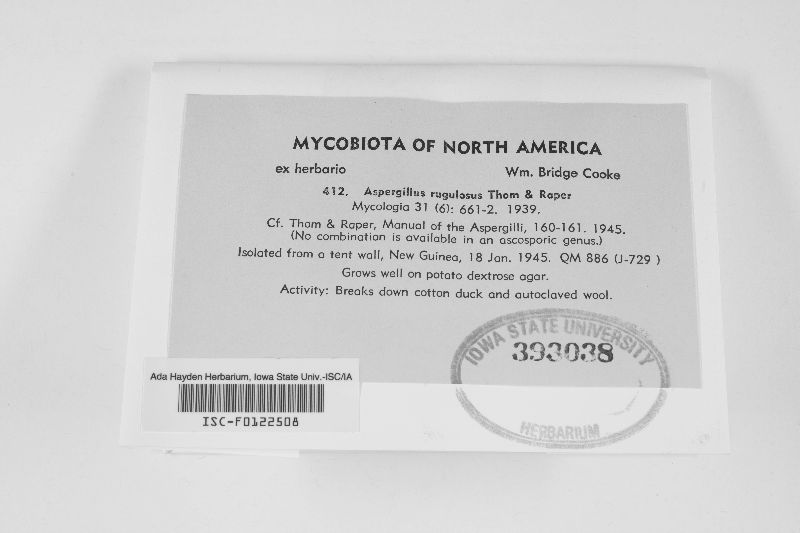 MYCOBIOTA OF NORTH AMERICA
ex herbario Wm. Bridge Cooke
412. Aspergillus rugulosus Thom & Raper
Mycologia 31 (6): 661-2. 1939.
Cf. Thom & Raper, Manual of the Aspergilli, 160-161. 1945.
(No combination is available in an ascosporic genus.)
Isolated from a tent wall, New Guinea, 18 Jan. 1945. QM 886 (J-729 )
Grows well on potato dextrose agar.
Activity: Breaks down cotton duck and autoclaved wool.
IOWA STATE UNIVERSITY
393038
HERBARIUM
Ada Hayden Herbarium, Iowa State Univ.-ISC/IA
ISC-F0122508